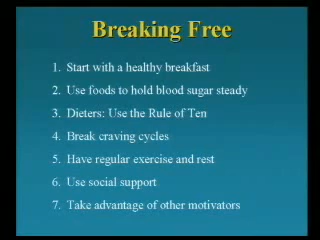 Breaking Free
1. Start with a healthy breakfast
2. Use foods to hold blood sugar steady
3. Dieters: Use the Rule of Ten
4. Break craving cycles
5. Have regular exercise and rest
6. Use social support
7. Take advantage of other motivators